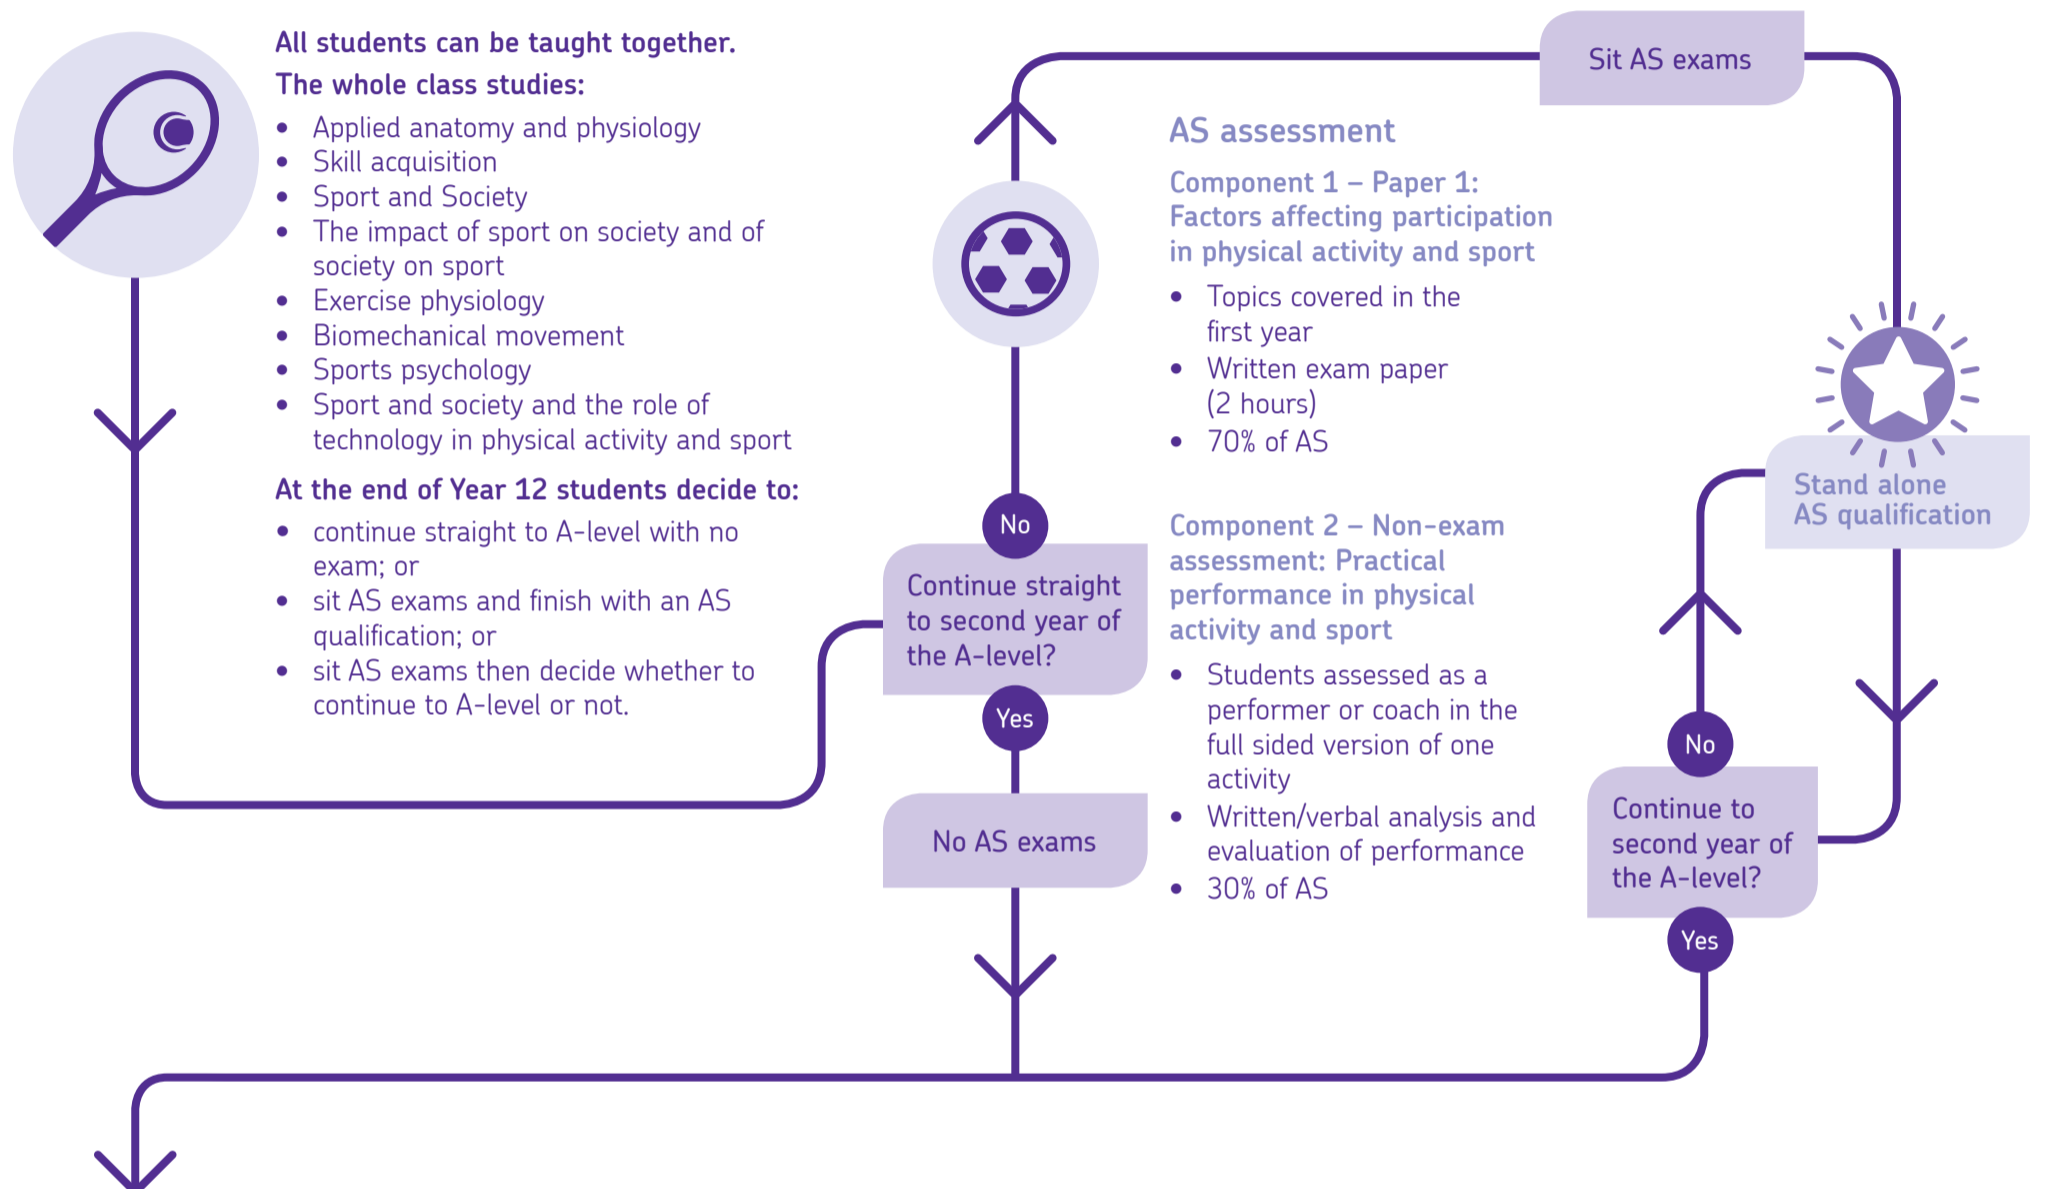 All students can be taught together.
The whole class studies:
• Applied anatomy and physiology
• Skill acquisition
• Sport and Society
• The impact of sport on society and of
society on sport
• Exercise physiology
• Biomechanical movement
• Sports psychology
• Sport and society and the role of
technology in physical activity and sport
At the end of Year 12 students decide to:
• continue straight to A-level with no
exam; or
• sit AS exams and finish with an AS
qualification; or
• sit AS exams then decide whether to
continue to A-level or not.
No
Continue straight
to second year of
the A-level?
Yes
No AS exams
AS assessment
Component 1 – Paper 1:
Factors affecting participation
in physical activity and sport
• Topics covered in the
first year
• Written exam paper
(2 hours)
• 70% of AS
Component 2 – Non-exam
assessment: Practical
performance in physical
activity and sport
• Students assessed as a
performer or coach in the
full sided version of one
activity
• Written/verbal analysis and
evaluation of performance
• 30% of AS
Sit AS exams
Stand alone
AS qualification
No
Continue to
second year of
the A-level?
Yes